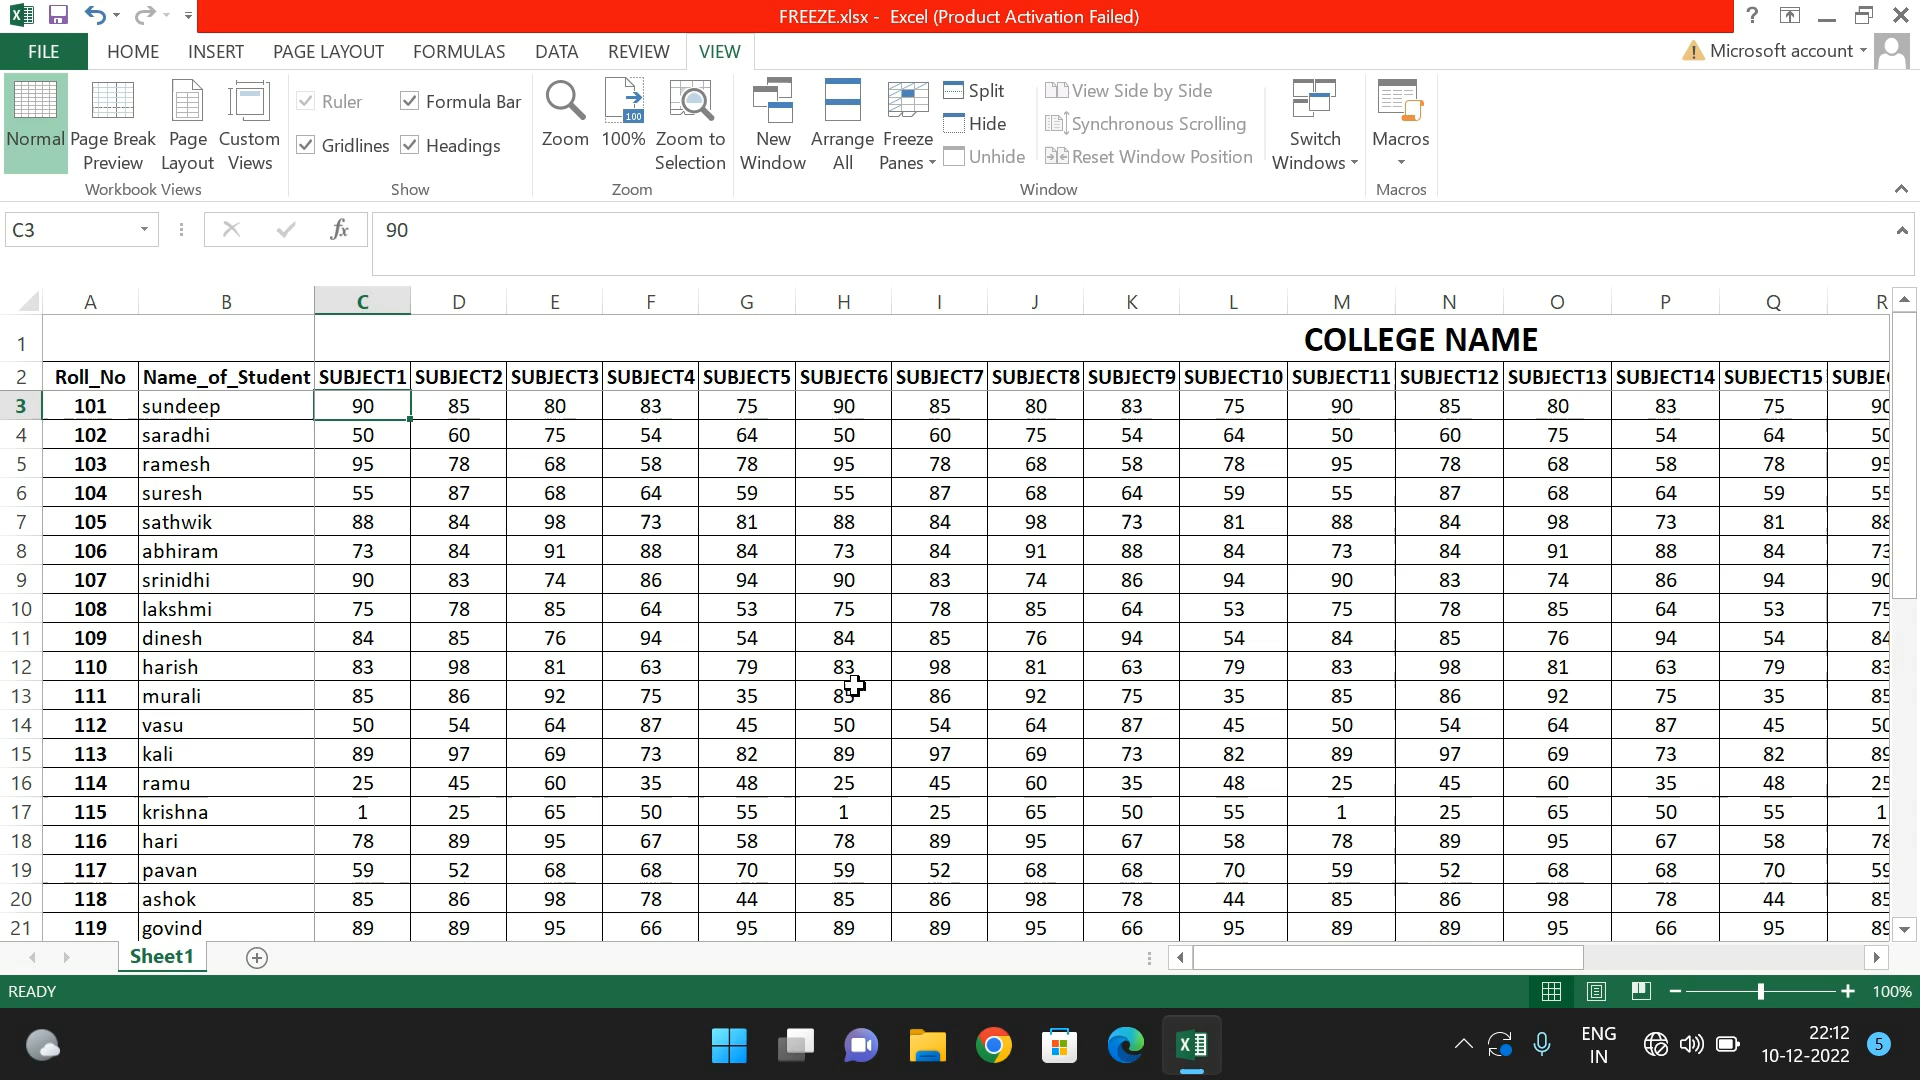 FREEZE.xlsx - Excel (Product Activation Failed)
FILE HOME INSERT PAGE LAYOUT FORMULAS DATA REVIEW VIEW Microsoft account
Normal Page Break Preview Page Layout Custom Views
Ruler Formula Bar
Gridlines Headings
Zoom 100% Zoom to Selection
New Window Arrange All Freeze Panes
Split
Hide
Unhide
View Side by Side
Synchronous Scrolling
Reset Window Position
Switch Windows
Macros
Workbook Views Show Zoom Window Macros
C3 fx 90
A B C D E F G H I J K L M N O P Q R
1 COLLEGE NAME
2 Roll_No Name_of_Student SUBJECT1 SUBJECT2 SUBJECT3 SUBJECT4 SUBJECT5 SUBJECT6 SUBJECT7 SUBJECT8 SUBJECT9 SUBJECT10 SUBJECT11 SUBJECT12 SUBJECT13 SUBJECT14 SUBJECT15 SUBJE
3 101 sundeep 90 85 80 83 75 90 85 80 83 75 90 85 80 83 75 90
4 102 saradhi 50 60 75 54 64 50 60 75 54 64 50 60 75 54 64 50
5 103 ramesh 95 78 68 58 78 95 78 68 58 78 95 78 68 58 78 95
6 104 suresh 55 87 68 64 59 55 87 68 64 59 55 87 68 64 59 55
7 105 sathwik 88 84 98 73 81 88 84 98 73 81 88 84 98 73 81 88
8 106 abhiram 73 84 91 88 84 73 84 91 88 84 73 84 91 88 84 73
9 107 srinidhi 90 83 74 86 94 90 83 74 86 94 90 83 74 86 94 90
10 108 lakshmi 75 78 85 64 53 75 78 85 64 53 75 78 85 64 53 75
11 109 dinesh 84 85 76 94 54 84 85 76 94 54 84 85 76 94 54 84
12 110 harish 83 98 81 63 79 83 98 81 63 79 83 98 81 63 79 83
13 111 murali 85 86 92 75 35 85 86 92 75 35 85 86 92 75 35 85
14 112 vasu 50 54 64 87 45 50 54 64 87 45 50 54 64 87 45 50
15 113 kali 89 97 69 73 82 89 97 69 73 82 89 97 69 73 82 89
16 114 ramu 25 45 60 35 48 25 45 60 35 48 25 45 60 35 48 25
17 115 krishna 1 25 65 50 55 1 25 65 50 55 1 25 65 50 55 1
18 116 hari 78 89 95 67 58 78 89 95 67 58 78 89 95 67 58 78
19 117 pavan 59 52 68 68 70 59 52 68 68 70 59 52 68 68 70 59
20 118 ashok 85 86 98 78 44 85 86 98 78 44 85 86 98 78 44 85
21 119 govind 89 89 95 66 95 89 89 95 66 95 89 89 95 66 95 89
Sheet1
READY 100%
ENG IN
22:12
10-12-2022
5